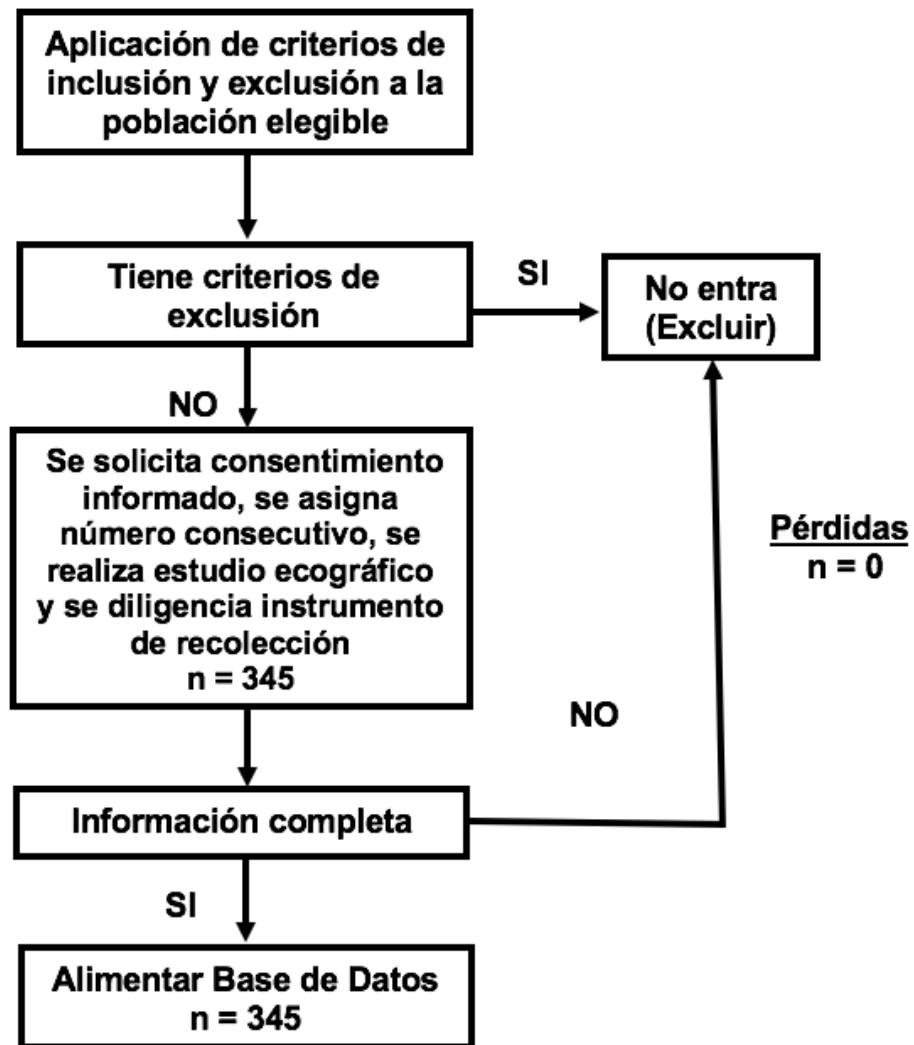 Aplicación de criterios de
inclusión y exclusión a la
población elegible
Tiene criterios de
exclusión
SI
No entra
(Excluir)
NO
Se solicita consentimiento
informado, se asigna
número consecutivo, se
realiza estudio ecográfico
y se diligencia instrumento
de recolección
n = 345
Pérdidas
n = 0
NO
Información completa
SI
Alimentar Base de Datos
n = 345